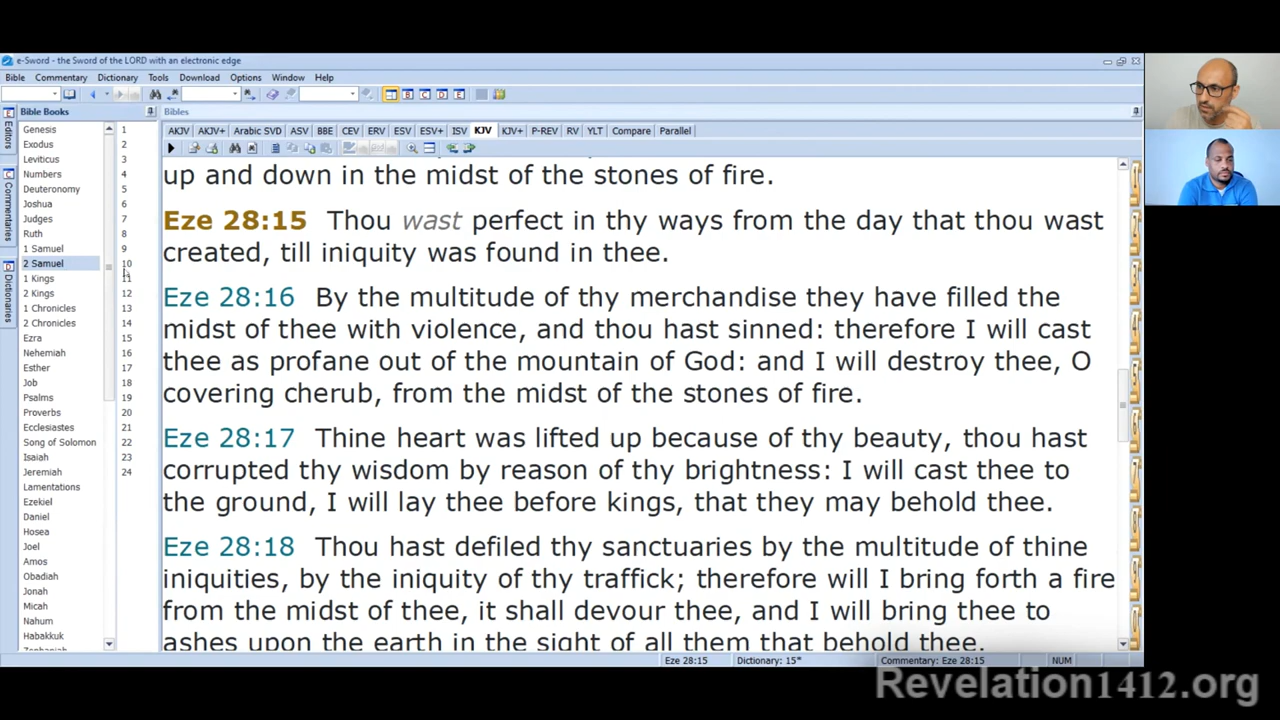 e-Sword - the Sword of the LORD with an electronic edge
Bible Commentary Dictionary Tools Download Options Window Help
B C D E
Bible Books
Bibles
AKJV AKJV+ Arabic SVD ASV BBE CEV ERV ESV ESV+ ISV KJV KJV+ P-REV RV YLT Compare Parallel
Editors
Commentaries
Dictionaries
Genesis 1
Exodus 2
Leviticus 3
Numbers 4
Deuteronomy 5
Joshua 6
Judges 7
Ruth 8
1 Samuel 9
2 Samuel 10
1 Kings 11
2 Kings 12
1 Chronicles 13
2 Chronicles 14
Ezra 15
Nehemiah 16
Esther 17
Job 18
Psalms 19
Proverbs 20
Ecclesiastes 21
Song of Solomon 22
Isaiah 23
Jeremiah 24
Lamentations
Ezekiel
Daniel
Hosea
Joel
Amos
Obadiah
Jonah
Micah
Nahum
Habakkuk
up and down in the midst of the stones of fire.
Eze 28:15 Thou wast perfect in thy ways from the day that thou wast
created, till iniquity was found in thee.
Eze 28:16 By the multitude of thy merchandise they have filled the
midst of thee with violence, and thou hast sinned: therefore I will cast
thee as profane out of the mountain of God: and I will destroy thee, O
covering cherub, from the midst of the stones of fire.
Eze 28:17 Thine heart was lifted up because of thy beauty, thou hast
corrupted thy wisdom by reason of thy brightness: I will cast thee to
the ground, I will lay thee before kings, that they may behold thee.
Eze 28:18 Thou hast defiled thy sanctuaries by the multitude of thine
iniquities, by the iniquity of thy traffick; therefore will I bring forth a fire
from the midst of thee, it shall devour thee, and I will bring thee to
ashes upon the earth in the sight of all them that behold thee.
Eze 28:15 Dictionary: 15* Commentary: Eze 28:15 NUM
Revelation1412.org